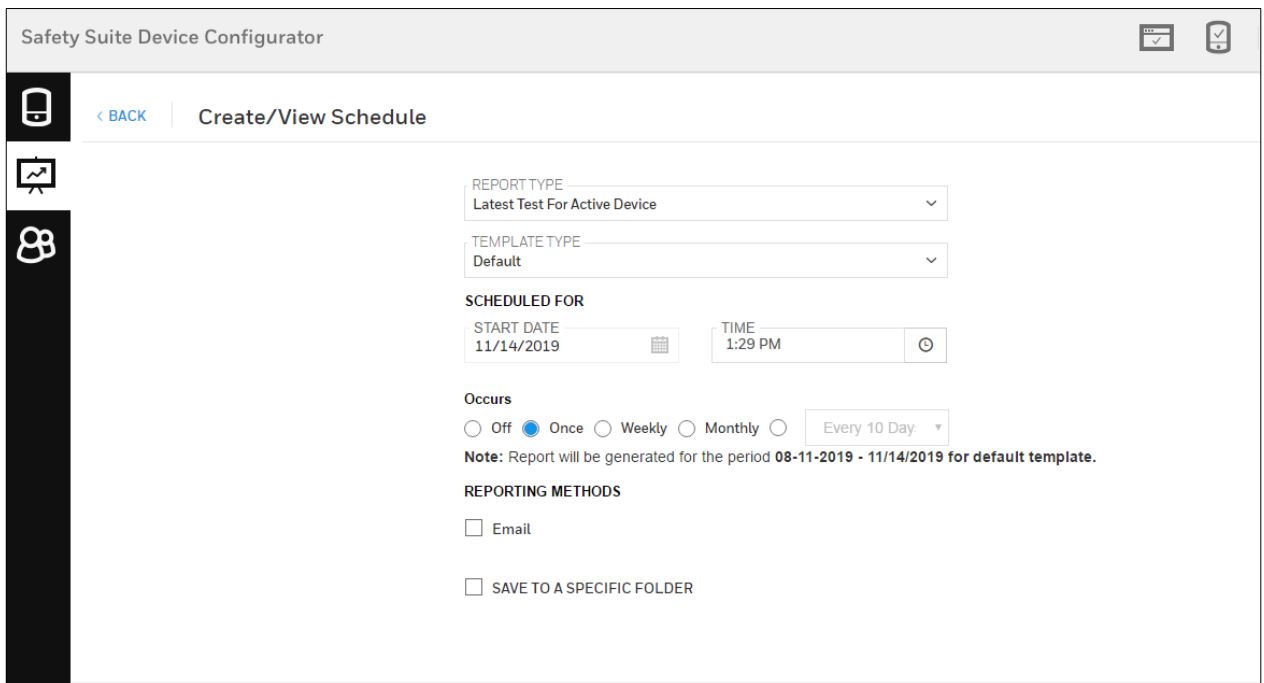 Safety Suite Device Configurator
< BACK Create/View Schedule
REPORT TYPE
Latest Test For Active Device
TEMPLATE TYPE
Default
SCHEDULED FOR
START DATE TIME
11/14/2019 1:29 PM
Occurs
Off Once Weekly Monthly Every 10 Day
Note: Report will be generated for the period 08-11-2019 - 11/14/2019 for default template.
REPORTING METHODS
Email
SAVE TO A SPECIFIC FOLDER